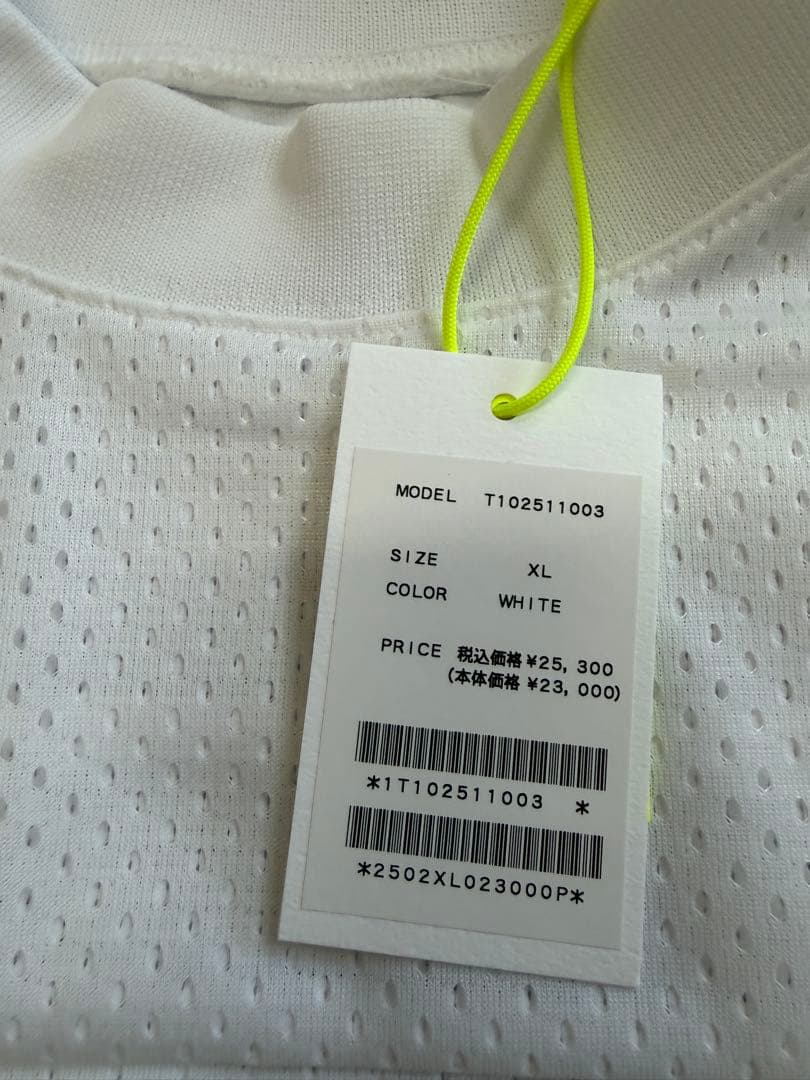 MODEL T102511003
SIZE XL
COLOR WHITE
PRICE 税込価格 ¥25, 300
(本体価格 ¥23, 000)
*1T102511003 *
*2502XL023000P*